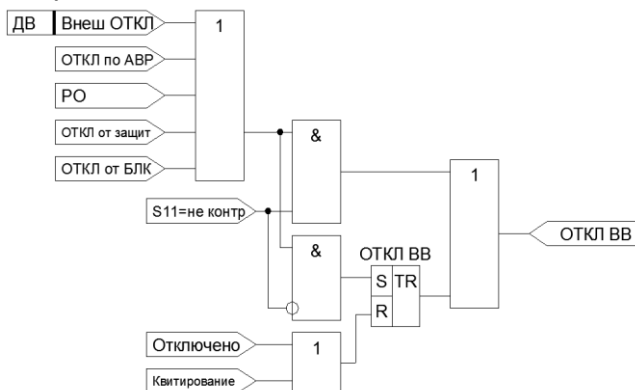 ДВ Внеш ОТКЛ
1
ОТКЛ по АВР
РО
ОТКЛ от защит
ОТКЛ от БЛК
&
1
S11=не контр
ОТКЛ ВВ
&
ОТКЛ ВВ
S TR
R
Отключено
1
Квитирование